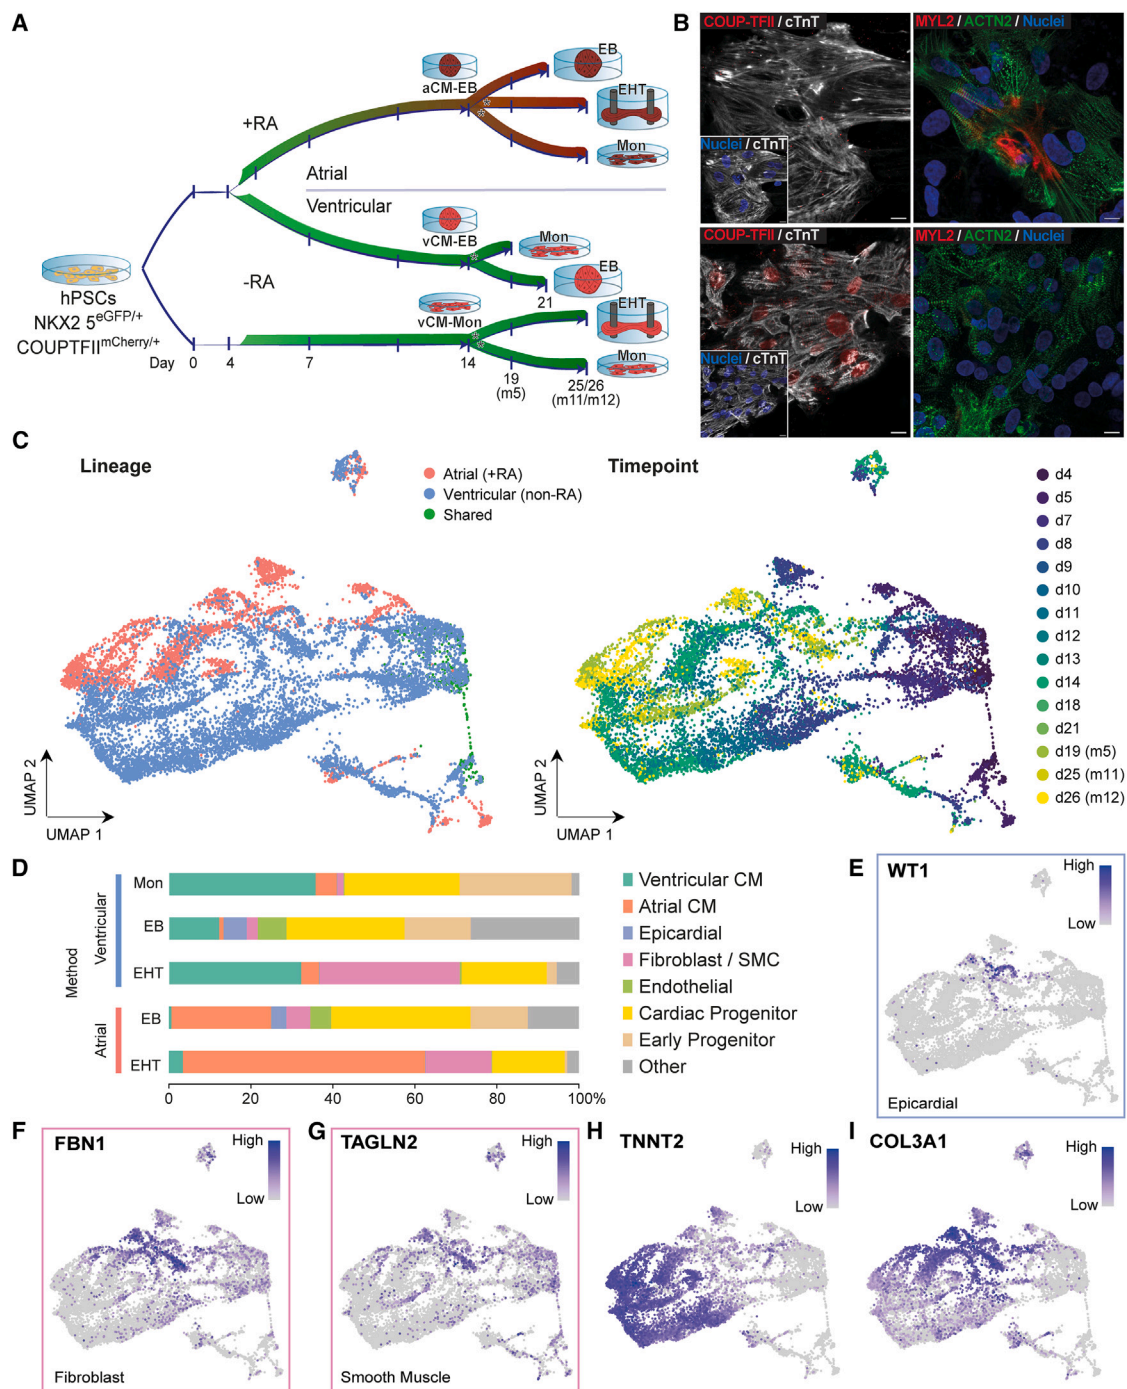 A
EB
aCM-EB
EHT
+RA
Mon
Atrial
Ventricular
vCM-EB
Mon
EB
-RA
21
hPSCs
NKX2 5eGFP/+
COUPTFIImCherry/+
vCM-Mon
EHT
Mon
Day 0 4 7 14 19 (m5) 25/26 (m11/m12)
B
COUP-TFII / cTnT
Nuclei / cTnT
MYL2 / ACTN2 / Nuclei
COUP-TFII / cTnT
Nuclei / cTnT
MYL2 / ACTN2 / Nuclei
C
Lineage
Atrial (+RA)
Ventricular (non-RA)
Shared
UMAP 2
UMAP 1
Timepoint
d4
d5
d7
d8
d9
d10
d11
d12
d13
d14
d18
d21
d19 (m5)
d25 (m11)
d26 (m12)
UMAP 2
UMAP 1
D
Method
Ventricular
Mon
EB
EHT
Atrial
EB
EHT
0 20 40 60 80 100%
Ventricular CM
Atrial CM
Epicardial
Fibroblast / SMC
Endothelial
Cardiac Progenitor
Early Progenitor
Other
E
WT1
High
Low
Epicardial
F
FBN1
High
Low
Fibroblast
G
TAGLN2
High
Low
Smooth Muscle
H
TNNT2
High
Low
I
COL3A1
High
Low